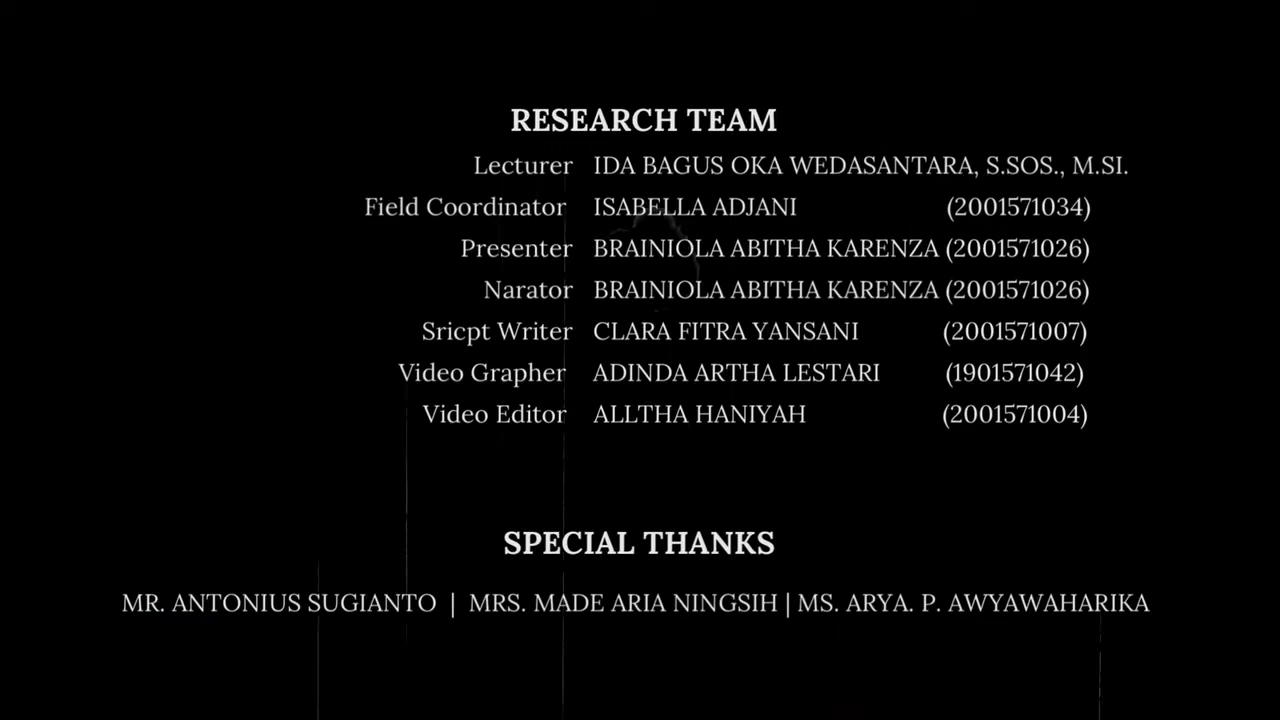 RESEARCH TEAM
Lecturer IDA BAGUS OKA WEDASANTARA, S.SOS., M.SI.
Field Coordinator ISABELLA ADJANI (2001571034)
Presenter BRAINIOLA ABITHA KARENZA (2001571026)
Narator BRAINIOLA ABITHA KARENZA (2001571026)
Sricpt Writer CLARA FITRA YANSANI (2001571007)
Video Grapher ADINDA ARTHA LESTARI (1901571042)
Video Editor ALLTHA HANIYAH (2001571004)
SPECIAL THANKS
MR. ANTONIUS SUGIANTO | MRS. MADE ARIA NINGSIH | MS. ARYA. P. AWYAWAHARIKA